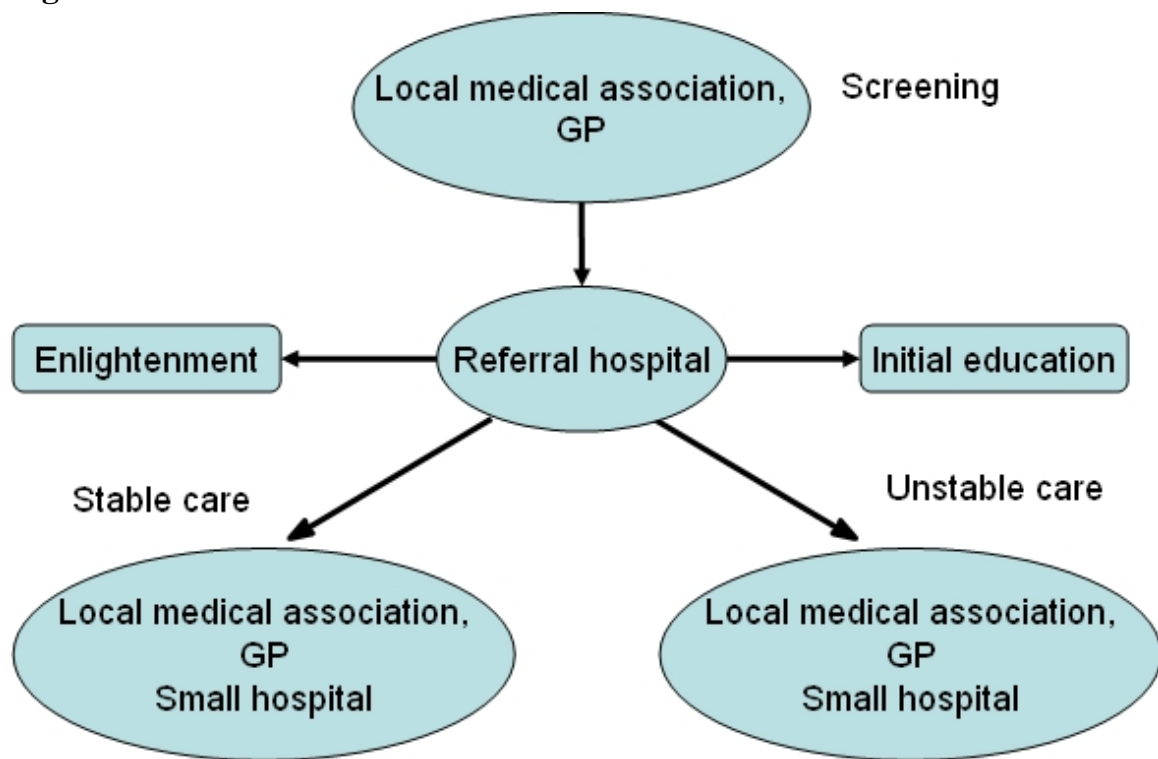 Local medical association,
GP
Screening
Enlightenment
Referral hospital
Initial education
Stable care
Unstable care
Local medical association,
GP
Small hospital
Local medical association,
GP
Small hospital